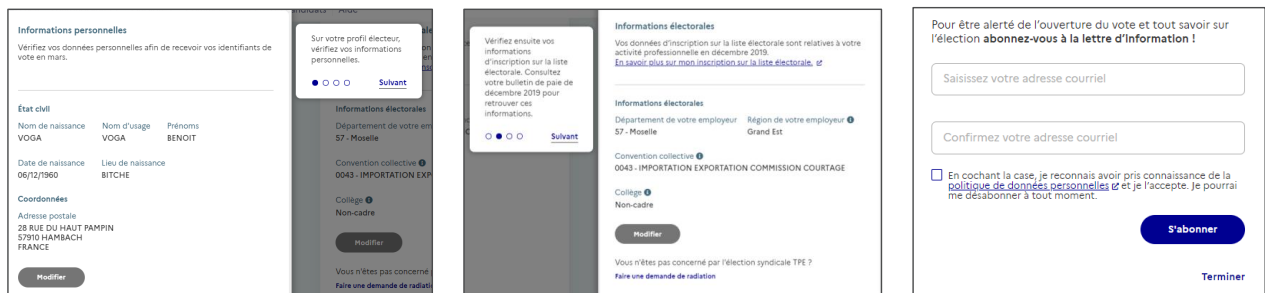 Informations personnelles
Vérifiez vos données personnelles afin de recevoir vos identifiants de
vote en mars.
État civil
Nom de naissance Nom d'usage Prénoms
VOGA VOGA BENOIT
Date de naissance Lieu de naissance
06/12/1960 BITCHE
Coordonnées
Adresse postale
28 RUE DU HAUT PAMPIN
57910 HAMBACH
FRANCE
Modifier
Aide
Sur votre profil électeur,
vérifiez vos informations
personnelles.
Suivant
Informations électorales
Département de votre em
57 - Moselle
Convention collective
0043 - IMPORTATION EXP
Collège
Non-cadre
Modifier
Vous n'êtes pas concerné
Faire une demande de radiati
Vérifiez ensuite vos
informations
d'inscription sur la liste
électorale. Consultez
votre bulletin de paie de
décembre 2019 pour
retrouver ces
informations.
Suivant
Informations électorales
Vos données d'inscription sur la liste électorale sont relatives à votre
activité professionnelle en décembre 2019.
En savoir plus sur mon inscription sur la liste électorale.
Informations électorales
Département de votre employeur Région de votre employeur
57 - Moselle Grand Est
Convention collective
0043 - IMPORTATION EXPORTATION COMMISSION COURTAGE
Collège
Non-cadre
Modifier
Vous n'êtes pas concerné par l'élection syndicale TPE ?
Faire une demande de radiation
Pour être alerté de l'ouverture du vote et tout savoir sur
l'élection abonnez-vous à la lettre d'information !
Saisissez votre adresse courriel
Confirmez votre adresse courriel
En cochant la case, je reconnais avoir pris connaissance de la
politique de données personnelles et je l'accepte. Je pourrai
me désabonner à tout moment.
S'abonner
Terminer